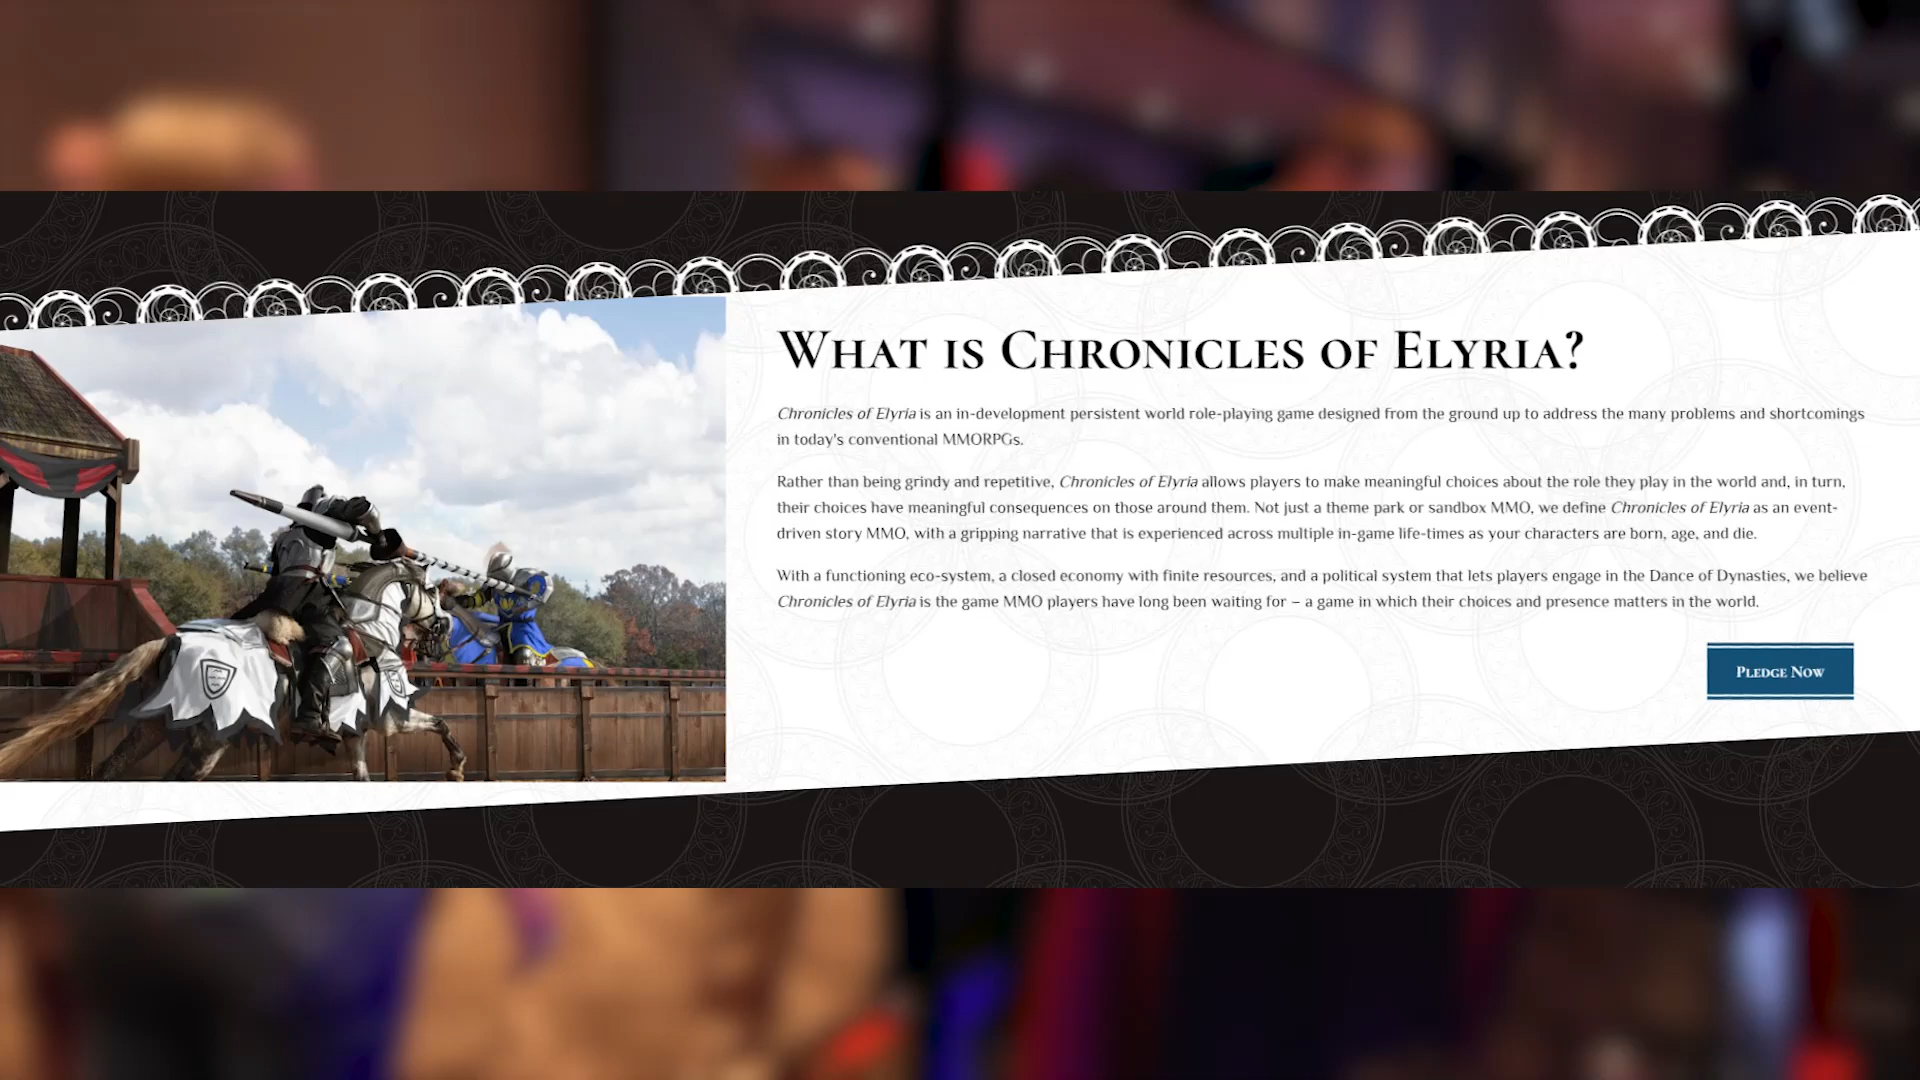 What is Chronicles of Elyria?
Chronicles of Elyria is an in-development persistent world role-playing game designed from the ground up to address the many problems and shortcomings
in today's conventional MMORPGs.
Rather than being grindy and repetitive, Chronicles of Elyria allows players to make meaningful choices about the role they play in the world and, in turn,
their choices have meaningful consequences on those around them. Not just a theme park or sandbox MMO, we define Chronicles of Elyria as an event-
driven story MMO, with a gripping narrative that is experienced across multiple in-game life-times as your characters are born, age, and die.
With a functioning eco-system, a closed economy with finite resources, and a political system that lets players engage in the Dance of Dynasties, we believe
Chronicles of Elyria is the game MMO players have long been waiting for – a game in which their choices and presence matters in the world.
Pledge Now